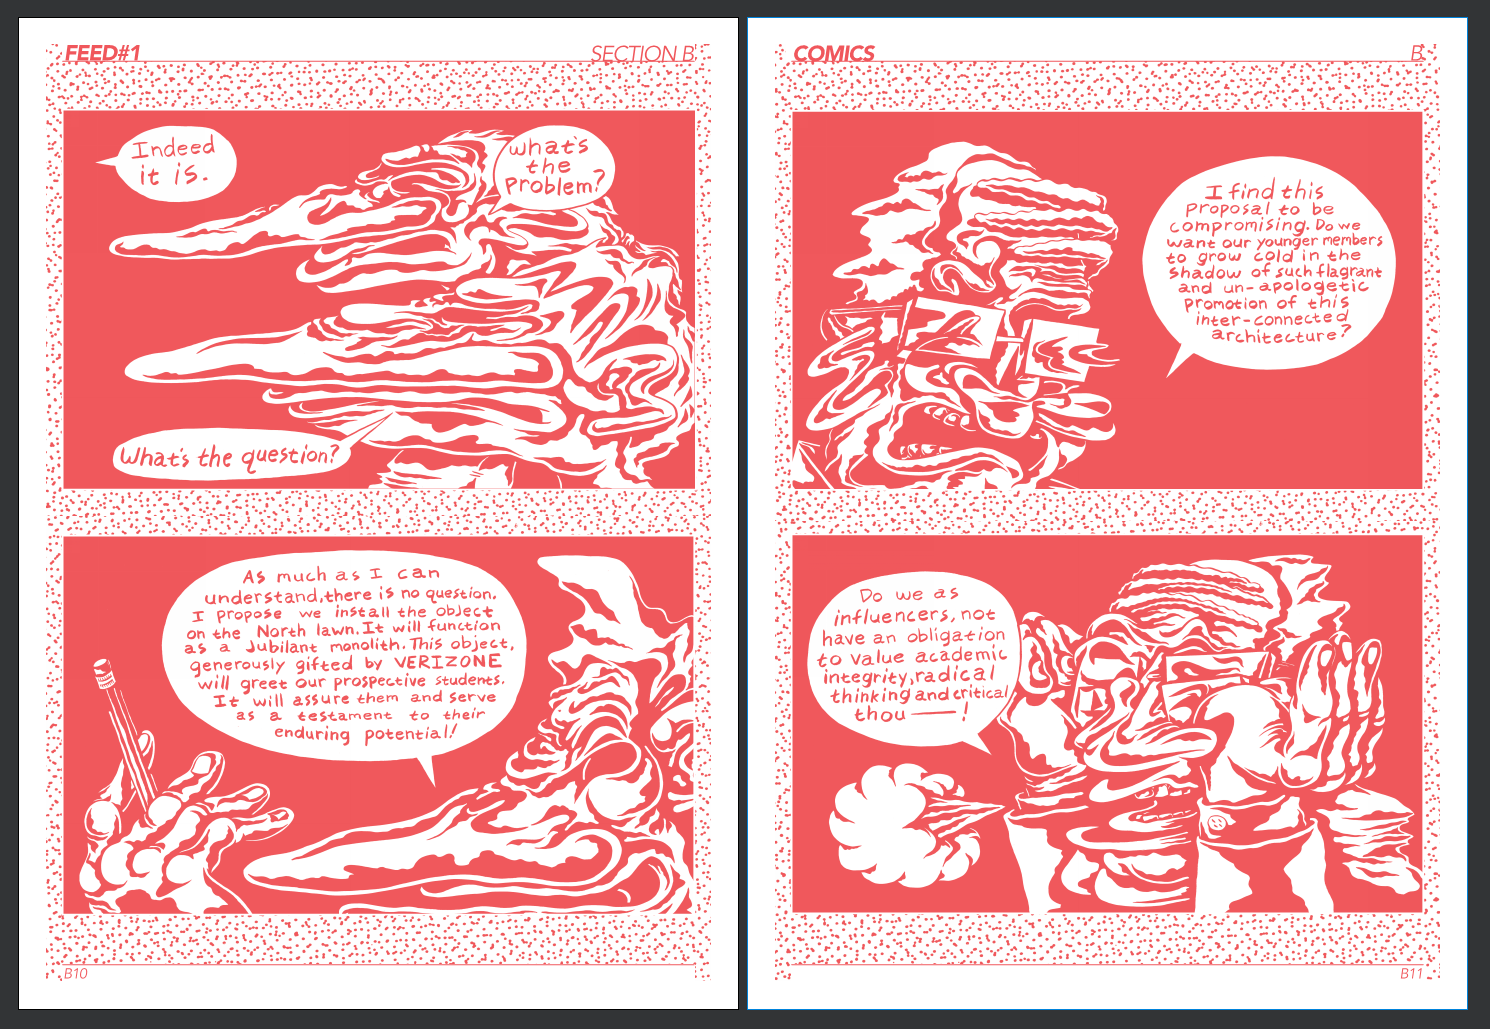 FEED#1
SECTION B
Indeed
it is.
What's
the
Problem?
What's the question?
As much as I can
understand, there is no question.
I propose we install the object
on the North lawn. It will function
as a Jubilant monolith. This object,
generously gifted by VERIZONE
will greet our prospective students.
It will assure them and serve
as a testament to their
enduring potential!
B10
COMICS
B
I find this
Proposal to be
compromising. Do we
want our younger members
to grow cold in the
shadow of such flagrant
and un-apologetic
promotion of this
inter-connected
architecture?
Do we as
influencers, not
have an obligation
to value academic
integrity, radical
thinking and critical
thou—!
B11